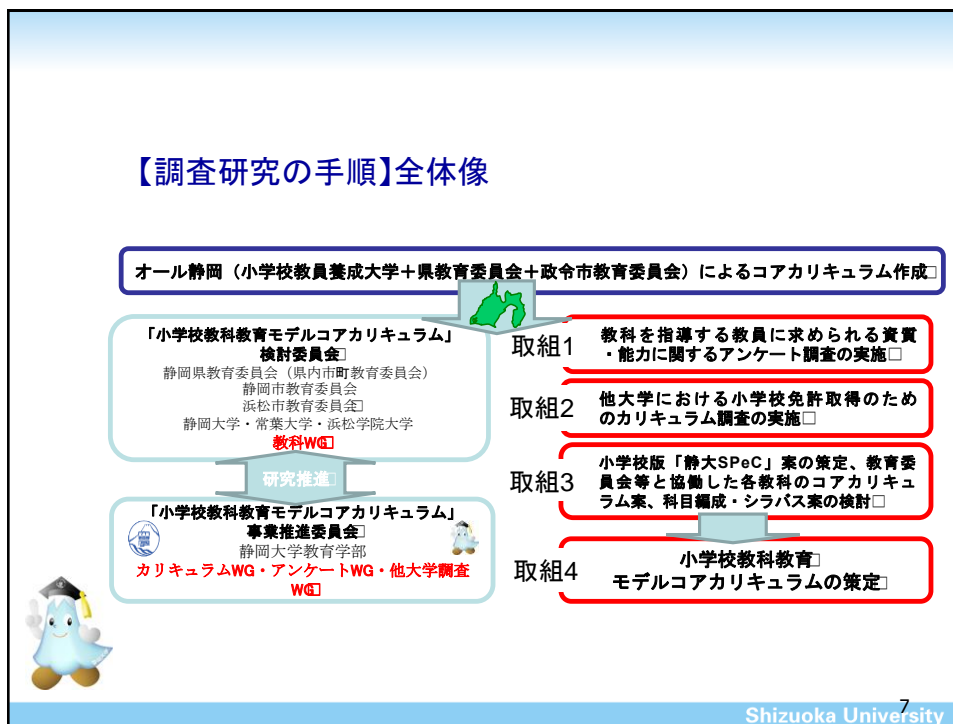 【調査研究の手順】全体像
オール静岡（小学校教員養成大学＋県教育委員会＋政令市教育委員会）によるコアカリキュラム作成□
「小学校教科教育モデルコアカリキュラム」
検討委員会□
静岡県教育委員会（県内市町教育委員会）
静岡市教育委員会
浜松市教育委員会□
静岡大学・常葉大学・浜松学院大学
教科WG□
研究推進□
「小学校教科教育モデルコアカリキュラム」
事業推進委員会□
静岡大学教育学部
カリキュラムWG・アンケートWG・他大学調査
WG□
取組1
教科を指導する教員に求められる資質
・能力に関するアンケート調査の実施□
取組2
他大学における小学校免許取得のため
のカリキュラム調査の実施□
取組3
小学校版「静大SPeC」案の策定、教育委
員会等と協働した各教科のコアカリキュ
ラム案、科目編成・シラバス案の検討□
取組4
小学校教科教育□
モデルコアカリキュラムの策定□
7
Shizuoka University